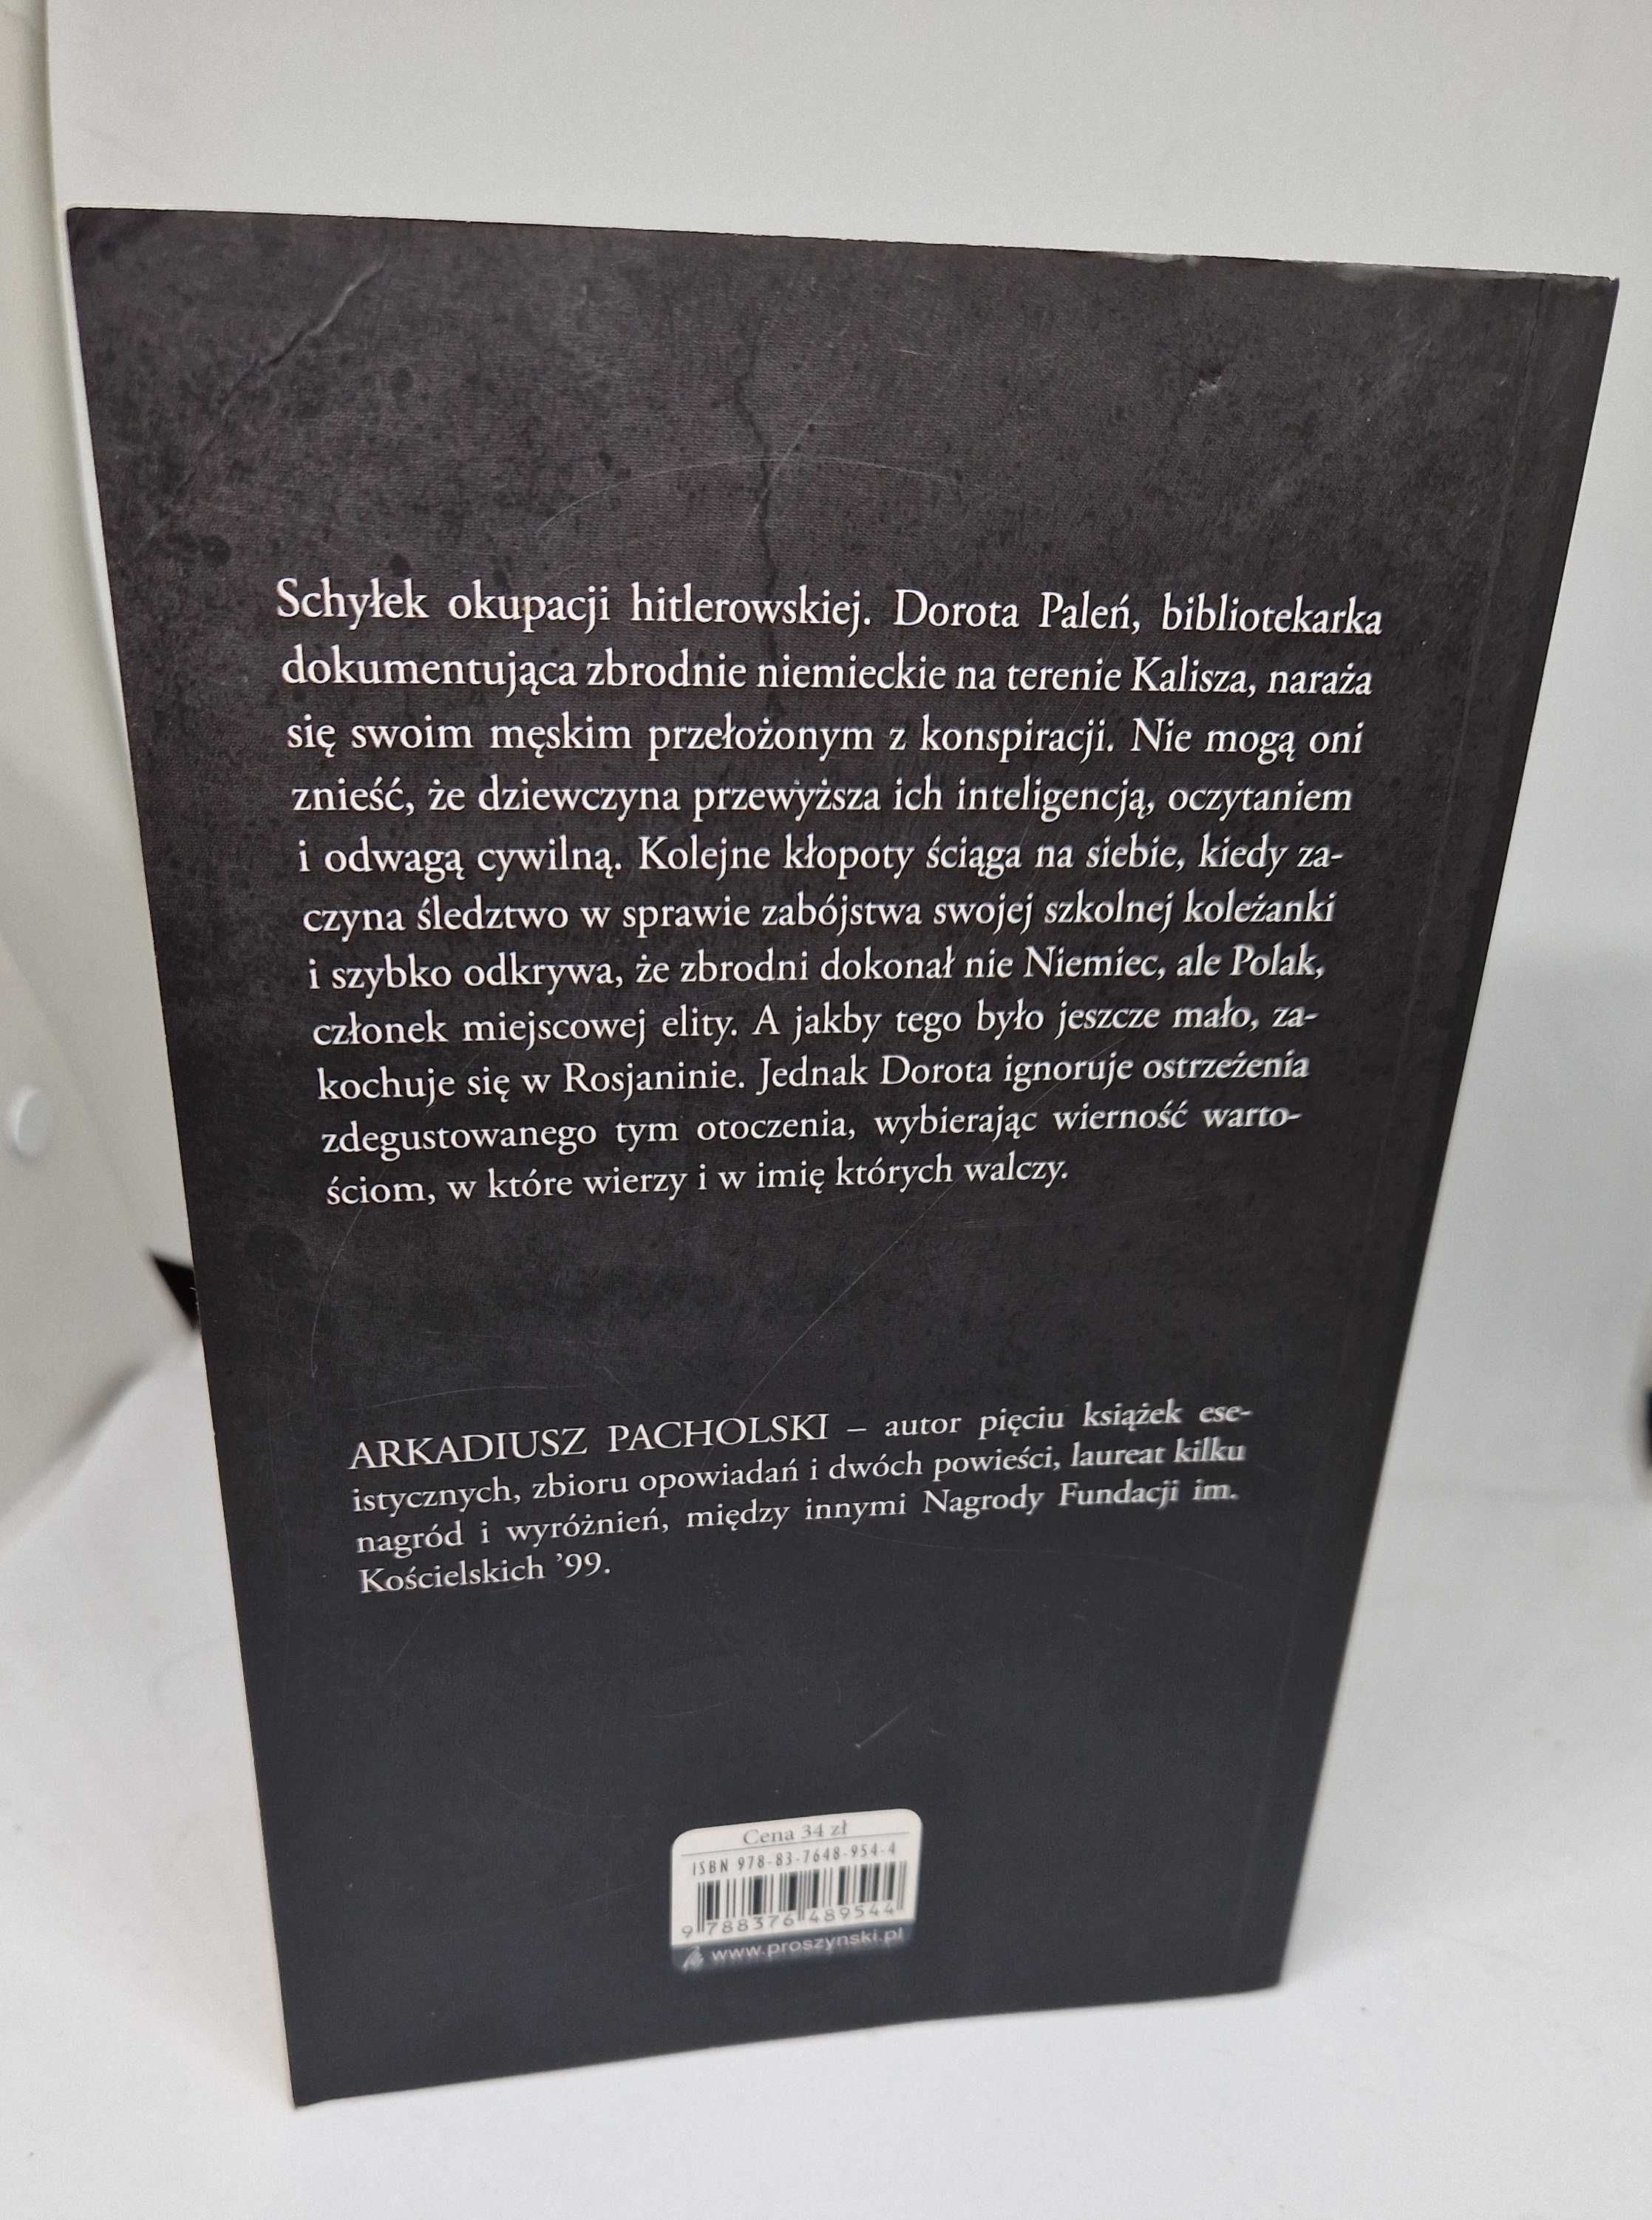 Schyłek okupacji hitlerowskiej. Dorota Paleń, bibliotekarka
dokumentująca zbrodnie niemieckie na terenie Kalisza, naraża
się swoim męskim przełożonym z konspiracji. Nie mogą oni
znieść, że dziewczyna przewyższa ich inteligencją, oczytaniem
i odwagą cywilną. Kolejne kłopoty ściąga na siebie, kiedy za-
czyna śledztwo w sprawie zabójstwa swojej szkolnej koleżanki
i szybko odkrywa, że zbrodni dokonał nie Niemiec, ale Polak,
członek miejscowej elity. A jakby tego było jeszcze mało, za-
kochuje się w Rosjaninie. Jednak Dorota ignoruje ostrzeżenia
zdegustowanego tym otoczenia, wybierając wierność warto-
ściom, w które wierzy i w imię których walczy.
ARKADIUSZ PACHOLSKI – autor pięciu książek ese-
istycznych, zbioru opowiadań i dwóch powieści, laureat kilku
nagród i wyróżnień, między innymi Nagrody Fundacji im.
Kościelskich ’99.
Cena 34 zł
ISBN 978-83-7648-954-4
9 788376 489544
www.proszynski.pl